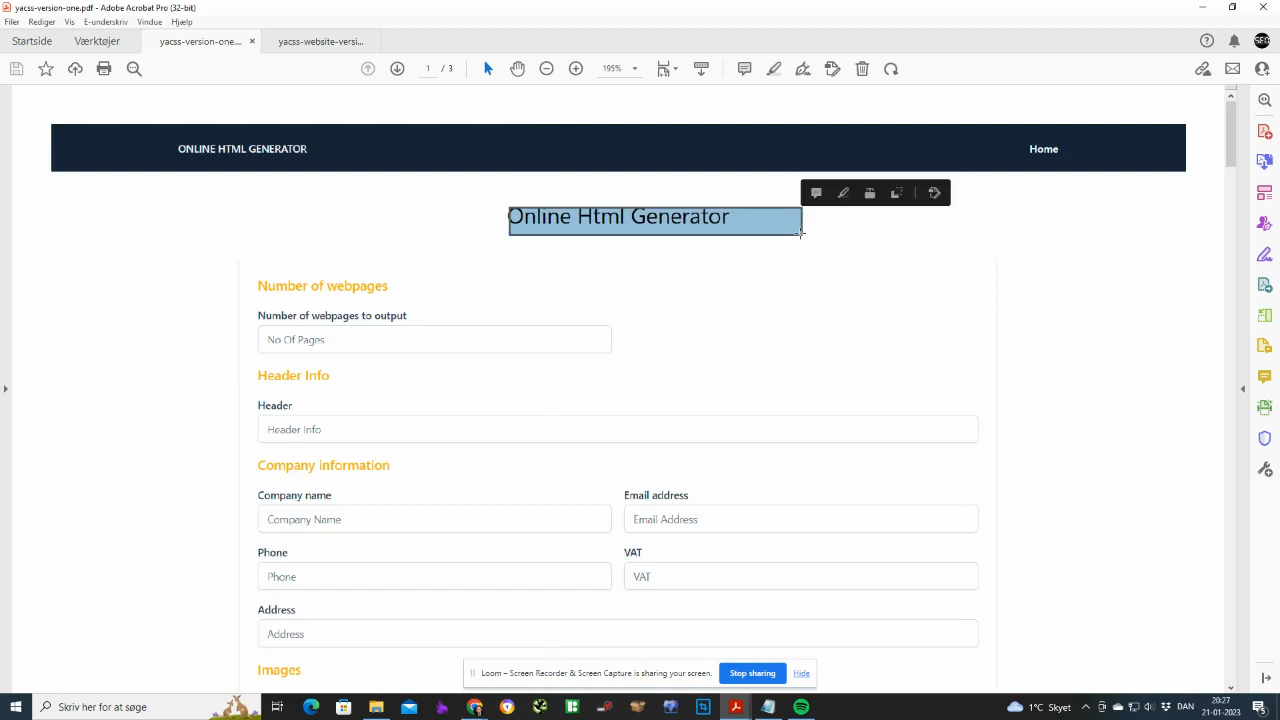 yacss-version-one.pdf - Adobe Acrobat Pro (32-bit)
Filer Rediger Vis E-underskriv Vindue Hjælp
Startside Værktøjer yacss-version-one.... × yacss-website-versi...
1 / 3 195%
ONLINE HTML GENERATOR Home
Online Html Generator
Number of webpages
Number of webpages to output
No Of Pages
Header Info
Header
Header Info
Company information
Company name Email address
Company Name Email Address
Phone VAT
Phone VAT
Address
Address
Images
Loom – Screen Recorder & Screen Capture is sharing your screen. Stop sharing Hide
Skriv her for at søge 1°C Skyet DAN 20:27
21-01-2023